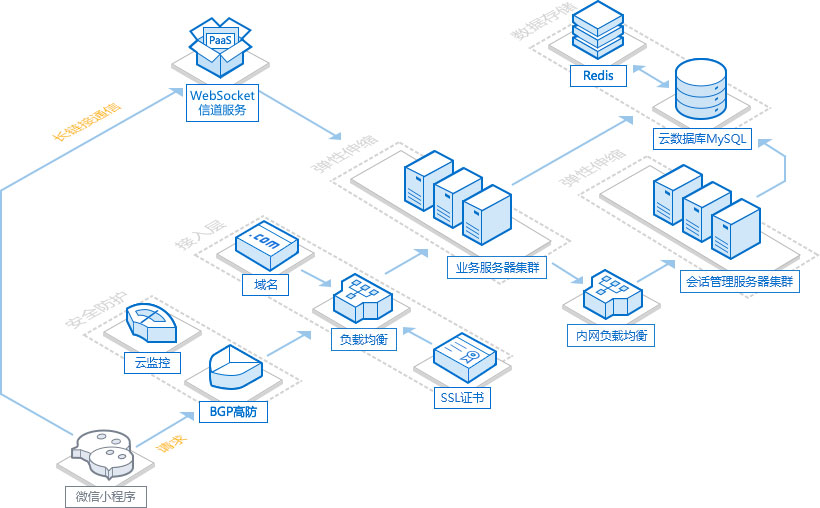 数据存储
PaaS
Redis
WebSocket
信道服务
长链接通信
云数据库MySQL
弹性伸缩
弹性伸缩
接入层
.com
业务服务器集群
域名
会话管理服务器集群
安全防护
负载均衡
内网负载均衡
云监控
SSL证书
BGP高防
请求
微信小程序